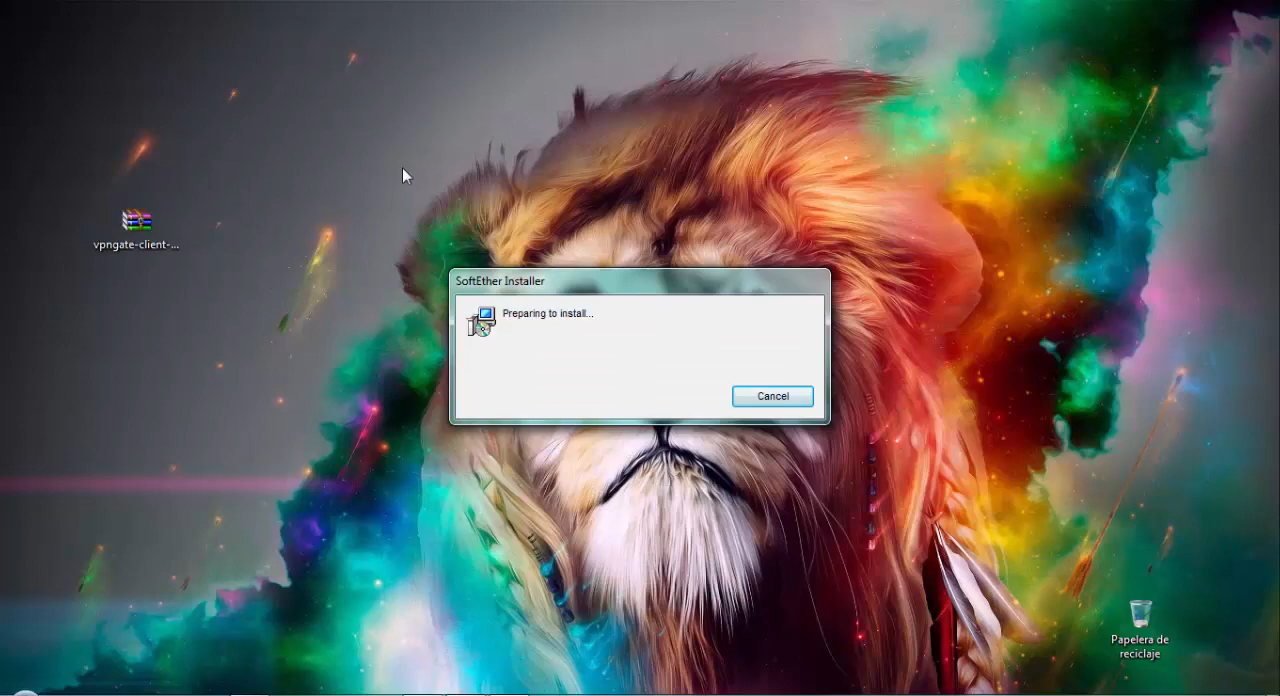 vpngate-client-...
SoftEther Installer
Preparing to install...
Cancel
Papelera de
reciclaje